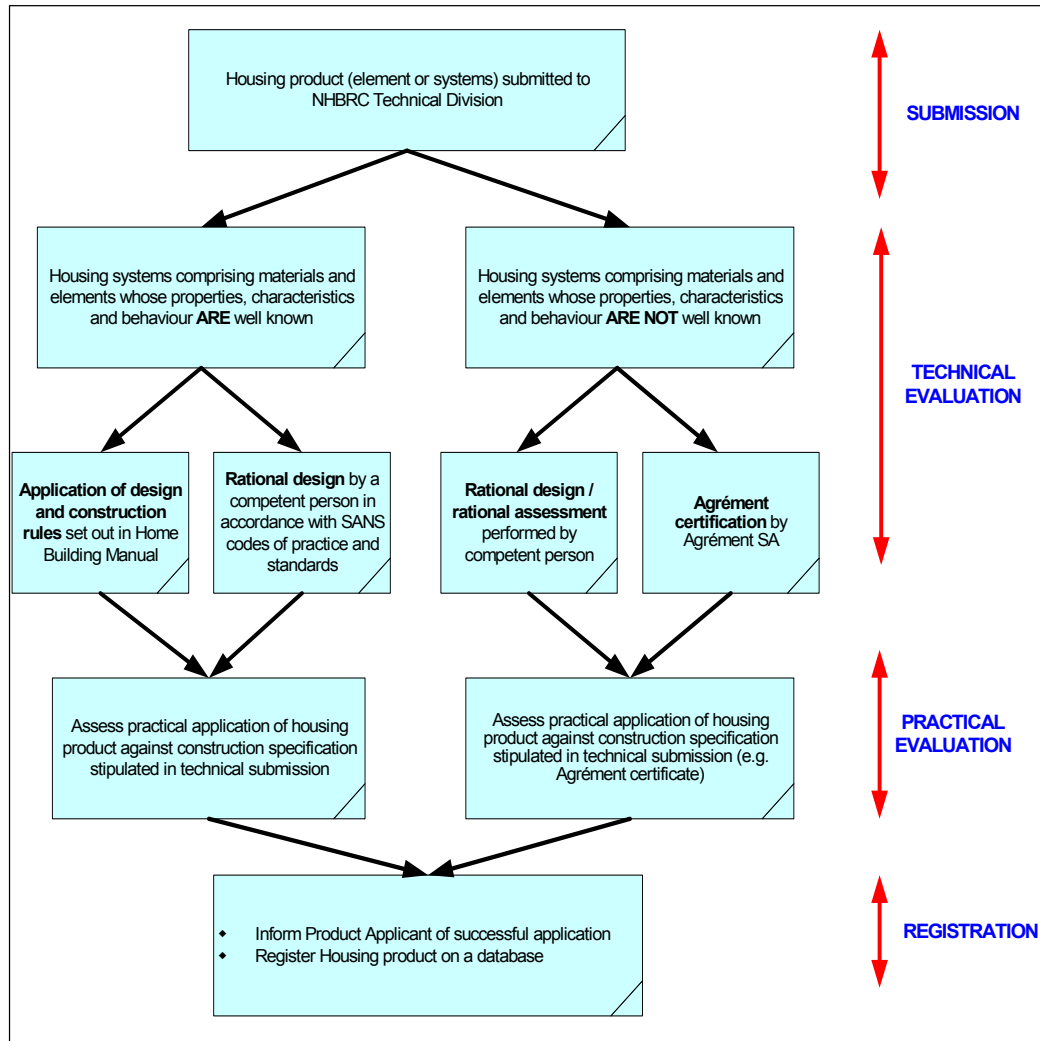 Housing product (element or systems) submitted to
NHBRC Technical Division
SUBMISSION
Housing systems comprising materials and
elements whose properties, characteristics
and behaviour ARE well known
Housing systems comprising materials and
elements whose properties, characteristics
and behaviour ARE NOT well known
TECHNICAL
EVALUATION
Application of design
and construction
rules set out in Home
Building Manual
Rational design by a
competent person in
accordance with SANS
codes of practice and
standards
Rational design /
rational assessment
performed by
competent person
Agrément
certification by
Agrément SA
Assess practical application of housing
product against construction specification
stipulated in technical submission
Assess practical application of housing
product against construction specification
stipulated in technical submission (e.g.
Agrément certificate)
PRACTICAL
EVALUATION
♦ Inform Product Applicant of successful application
♦ Register Housing product on a database
REGISTRATION